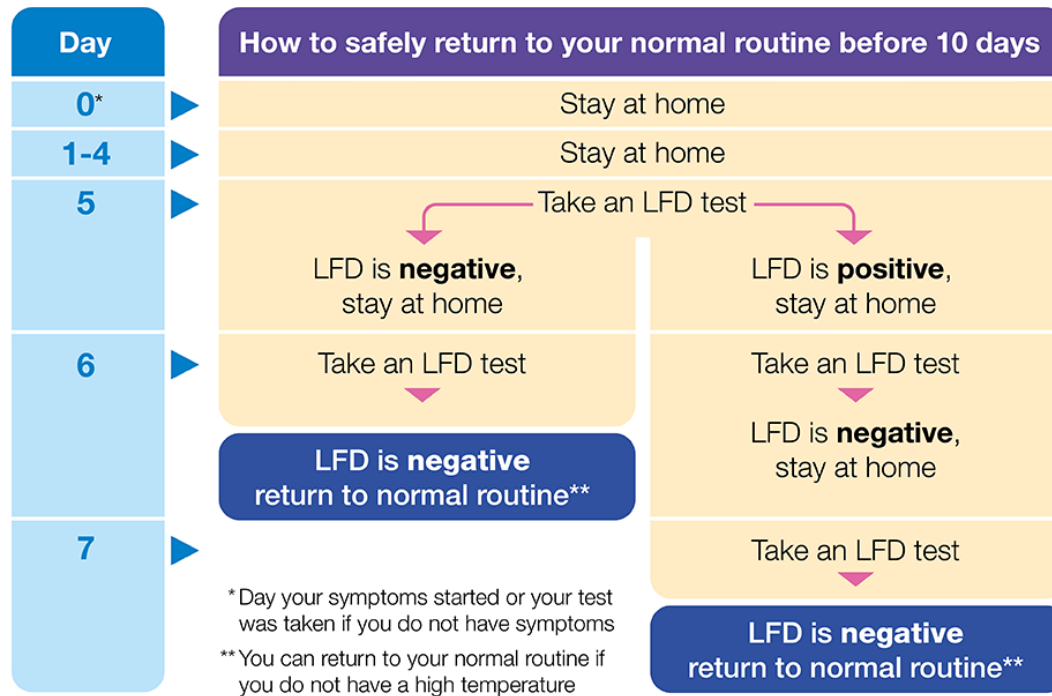 Day
How to safely return to your normal routine before 10 days
0*
Stay at home
1-4
Stay at home
5
Take an LFD test
LFD is negative,
stay at home
LFD is positive,
stay at home
6
Take an LFD test
LFD is negative
return to normal routine**
Take an LFD test
LFD is negative,
stay at home
7
Take an LFD test
LFD is negative
return to normal routine**
* Day your symptoms started or your test
was taken if you do not have symptoms
** You can return to your normal routine if
you do not have a high temperature